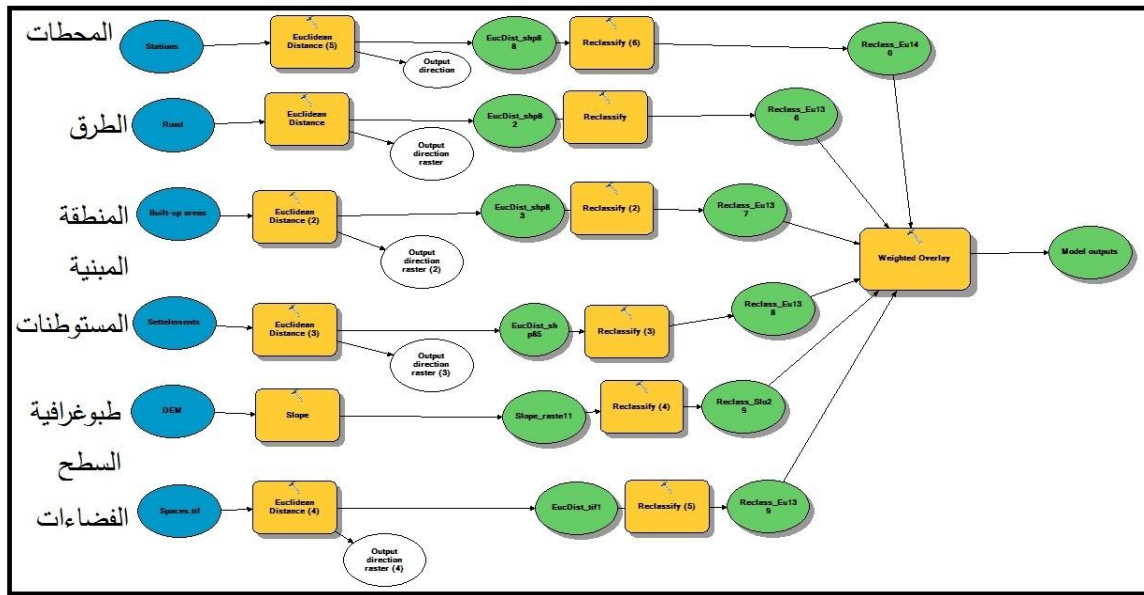 المحطات
Stations
Euclidean
Distance (5)
Output
direction
EucDist_shp8
8
Reclassify (6)
Reclass_Eu14
0
الطرق
Road
Euclidean
Distance
Output
direction
raster
EucDist_shp8
2
Reclassify
Reclass_Eu13
6
المنطقة
المبنية
Built-up areas
Euclidean
Distance (2)
Output
direction
raster (2)
EucDist_shp8
3
Reclassify (2)
Reclass_Eu13
7
Weighted Overlay
Model outputs
المستوطنات
Settelements
Euclidean
Distance (3)
Output
direction
raster (3)
EucDist_sh
p85
Reclassify (3)
Reclass_Eu13
8
طبوغرافية
السطح
DEM
Slope
Slope_raste11
Reclassify (4)
Reclass_Slo2
9
الفضاءات
Spaces.tif
Euclidean
Distance (4)
Output
direction
raster (4)
EucDist_tif1
Reclassify (5)
Reclass_Eu13
9